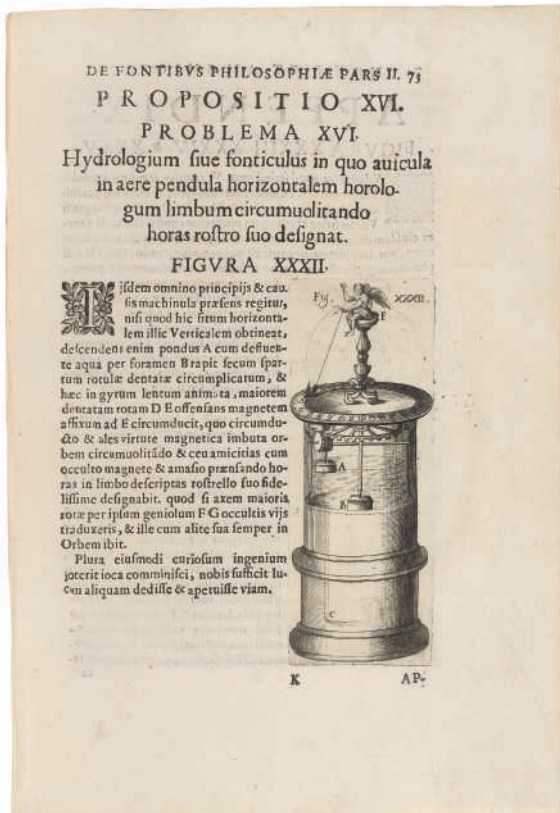 DE FONTIBVS PHILOSOPHIÆ PARS II. 73
PROPOSITIO XVI.
PROBLEMA XVI.
Hydrologium siue fonticulus in quo auicula
in aere pendula horizontalem horolo-
gum limbum circumuolitando
horas rostro suo designat.
FIGVRA XXXII.
Iisdem omnino principijs & cau-
sis machinula præsens regitur,
nisi quod hic situm horizonta-
lem illic Verticalem obtineat,
descendens enim pondus A cum defluen-
te aqua per foramen B rapit secum spar-
tum rotulæ dentatæ circumplicatum, &
hæc in gyrum lentum animata, maiorem
dentatam rotam D E offensans magnetem
affixum ad E circumducit, quo circumdu-
cto & ales virtute magnetica imbuta or-
bem circumuolitãdo & ceu amicitias cum
occulto magnete & amasio prænsando ho-
ras in limbo descriptas rostrello suo fide-
lissime designabit. quod si axem maioris
rotæ per ipsum geniolum F G occultis vijs
traduxeris, & ille cum alite sua semper in
Orbem ibit.
Plura eiusmodi curiosum ingenium
poterit ioca comminisci, nobis sufficit lu-
cem aliquam dedisse & aperuisse viam.
Fig. XXXII.
F
A
B
C
K AP-